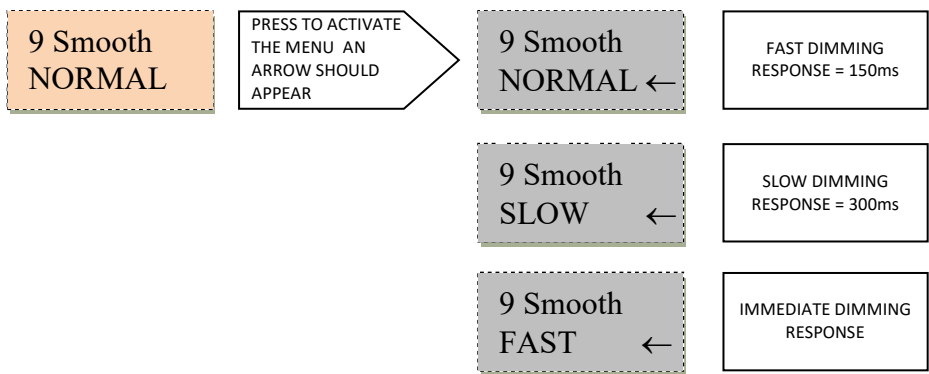 9 Smooth
NORMAL
PRESS TO ACTIVATE
THE MENU AN
ARROW SHOULD
APPEAR
9 Smooth
NORMAL ←
FAST DIMMING
RESPONSE = 150ms
9 Smooth
SLOW ←
SLOW DIMMING
RESPONSE = 300ms
9 Smooth
FAST ←
IMMEDIATE DIMMING
RESPONSE